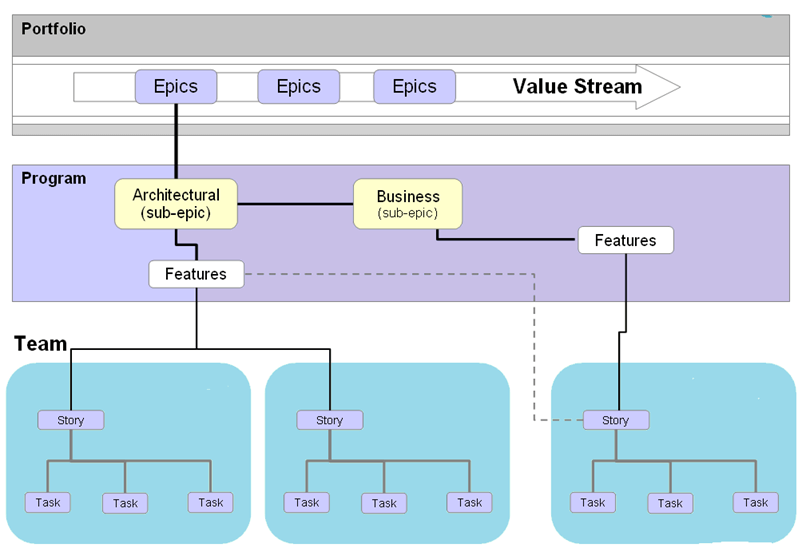 Portfolio
Epics
Epics
Epics
Value Stream
Program
Architectural
(sub-epic)
Business
(sub-epic)
Features
Features
Team
Story
Story
Story
Task
Task
Task
Task
Task
Task
Task
Task
Task